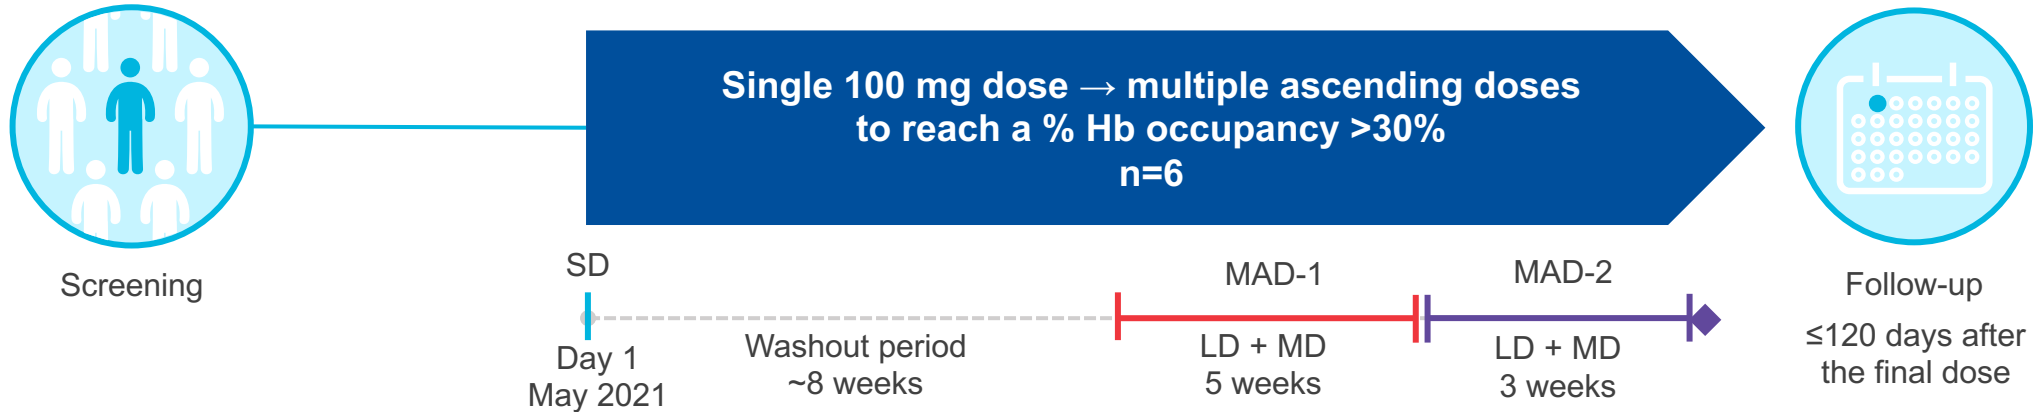 Single 100 mg dose → multiple ascending doses
to reach a % Hb occupancy >30%
n=6
Screening
SD
Day 1
May 2021
Washout period
~8 weeks
MAD-1
LD + MD
5 weeks
MAD-2
LD + MD
3 weeks
Follow-up
≤120 days after
the final dose